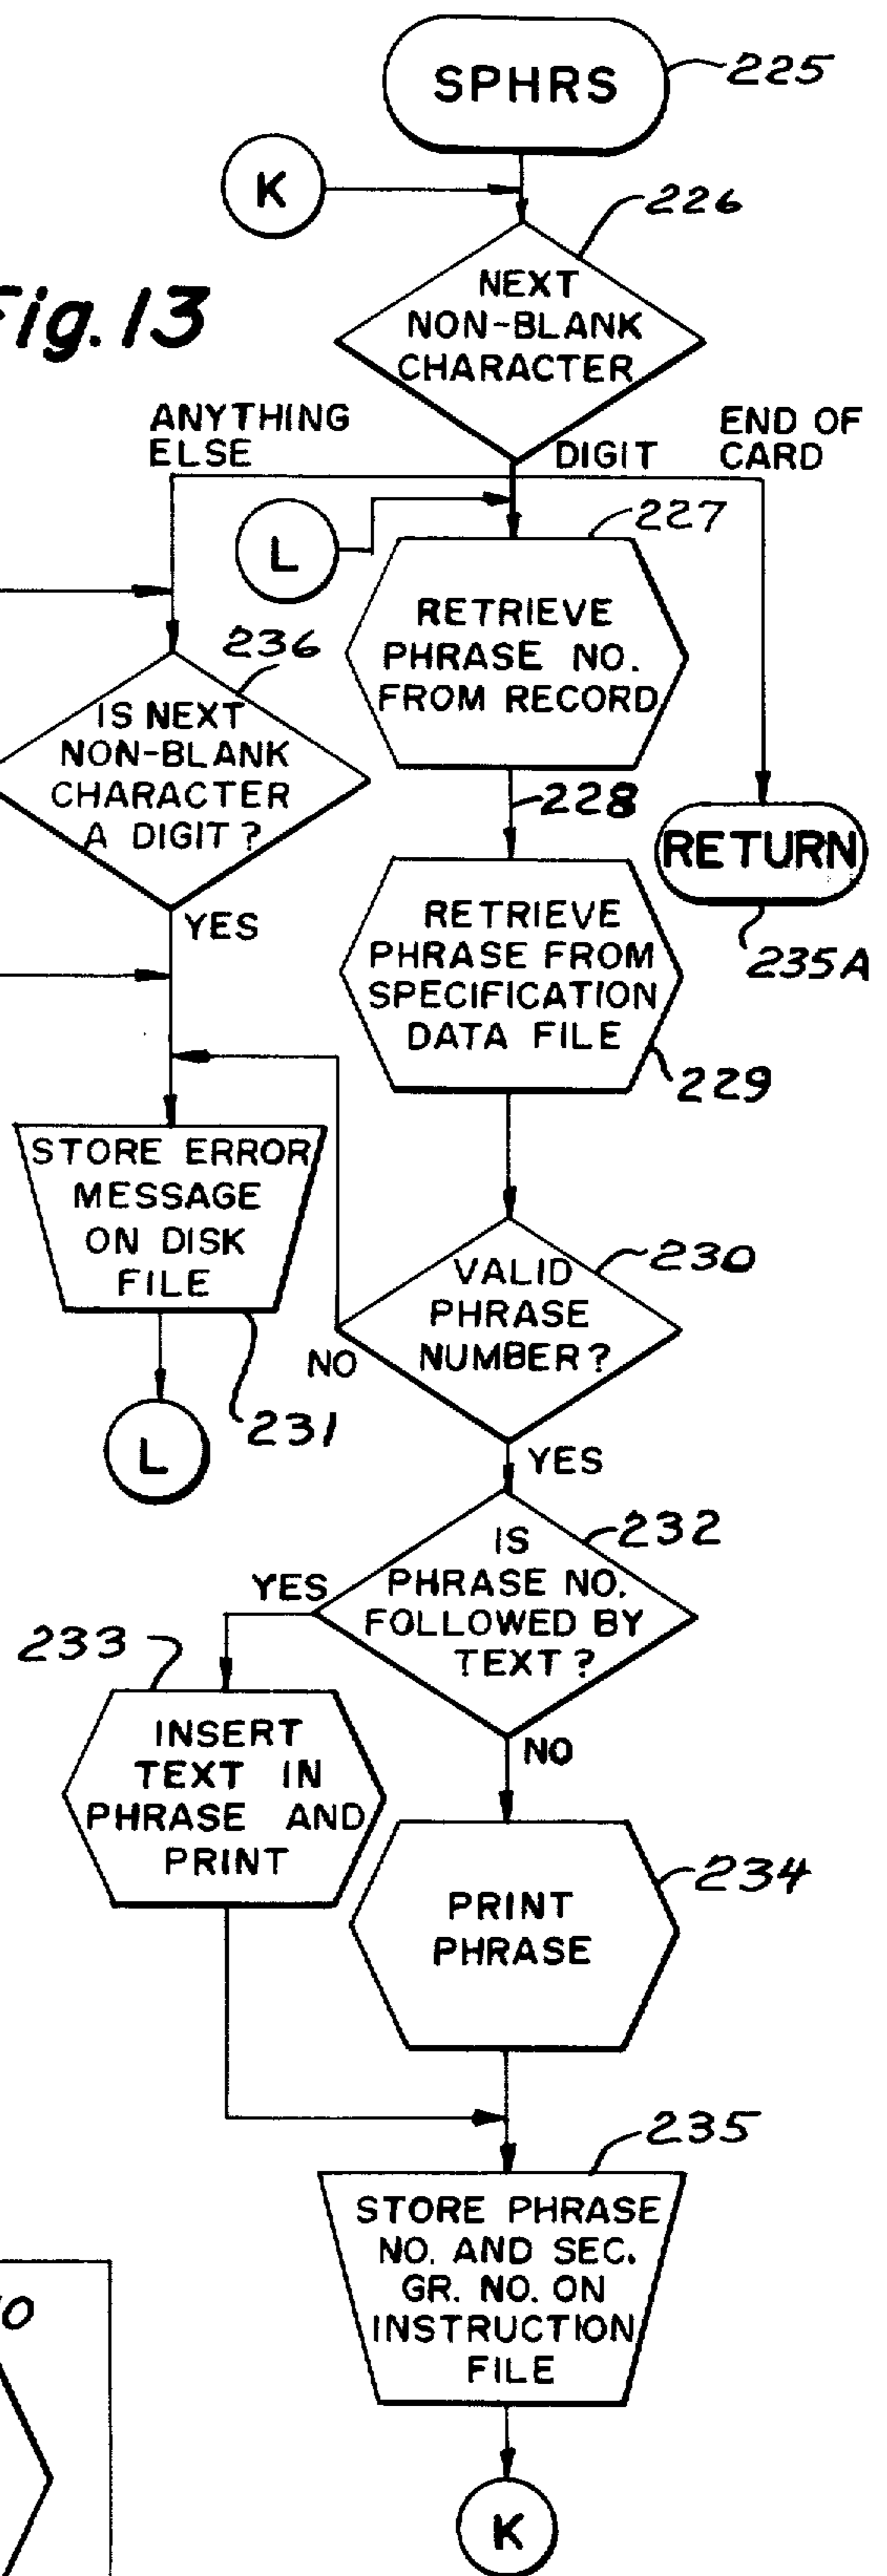 SPHRS
225
K
226
NEXT
NON-BLANK
CHARACTER
Fig. 13
ANYTHING
ELSE
DIGIT
END OF
CARD
L
227
RETRIEVE
PHRASE NO.
FROM RECORD
236
IS NEXT
NON-BLANK
CHARACTER
A DIGIT?
228
RETURN
235A
YES
RETRIEVE
PHRASE FROM
SPECIFICATION
DATA FILE
229
STORE ERROR
MESSAGE
ON DISK
FILE
231
L
VALID
PHRASE
NUMBER?
230
NO
YES
IS
PHRASE NO.
FOLLOWED BY
TEXT?
232
YES
NO
233
INSERT
TEXT IN
PHRASE AND
PRINT
PRINT
PHRASE
234
235
STORE PHRASE
NO. AND SEC.
GR. NO. ON
INSTRUCTION
FILE
K